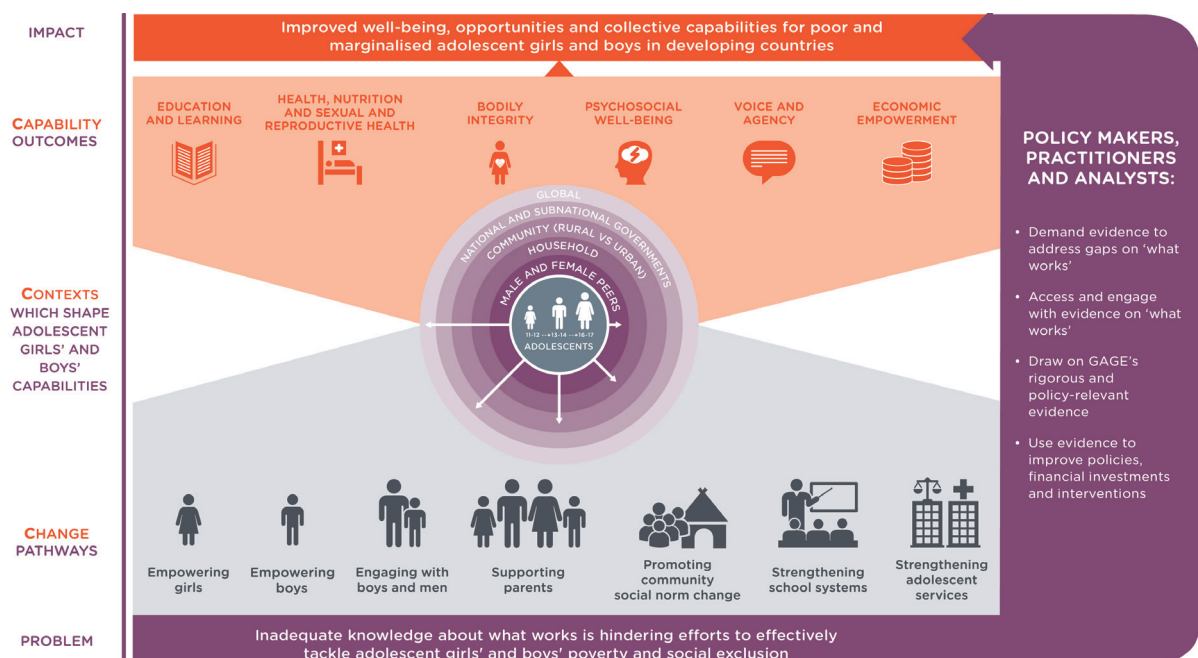 IMPACT
Improved well-being, opportunities and collective capabilities for poor and
marginalised adolescent girls and boys in developing countries
CAPABILITY
OUTCOMES
EDUCATION
AND LEARNING
HEALTH, NUTRITION
AND SEXUAL AND
REPRODUCTIVE HEALTH
BODILY
INTEGRITY
PSYCHOSOCIAL
WELL-BEING
VOICE AND
AGENCY
ECONOMIC
EMPOWERMENT
CONTEXTS
WHICH SHAPE
ADOLESCENT
GIRLS' AND
BOYS'
CAPABILITIES
GLOBAL
NATIONAL AND SUBNATIONAL GOVERNMENTS
COMMUNITY (RURAL VS URBAN)
HOUSEHOLD
MALE AND FEMALE PEERS
11-12 --+13-14 --+16-17
ADOLESCENTS
CHANGE
PATHWAYS
Empowering
girls
Empowering
boys
Engaging with
boys and men
Supporting
parents
Promoting
community
social norm change
Strengthening
school systems
Strengthening
adolescent
services
PROBLEM
Inadequate knowledge about what works is hindering efforts to effectively
tackle adolescent girls' and boys' poverty and social exclusion
POLICY MAKERS,
PRACTITIONERS
AND ANALYSTS:
• Demand evidence to
address gaps on ‘what
works’
• Access and engage
with evidence on ‘what
works’
• Draw on GAGE’s
rigorous and
policy-relevant
evidence
• Use evidence to
improve policies,
financial investments
and interventions